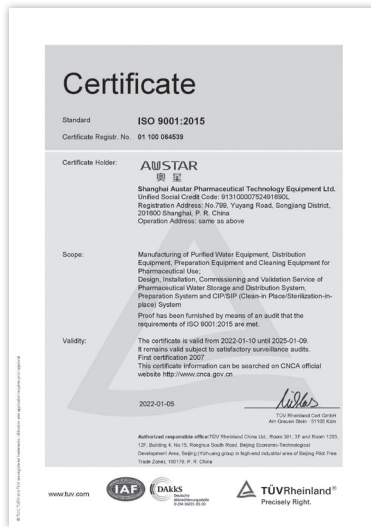 Certificate
Standard ISO 9001:2015
Certificate Registr. No. 01 100 064539
Certificate Holder: AUSTAR
奥 星
Shanghai Austar Pharmaceutical Technology Equipment Ltd.
Unified Social Credit Code: 91310000752491690L
Registration Address: No.799, Yuyang Road, Songjiang District,
201600 Shanghai, P. R. China
Operation Address: same as above
Scope: Manufacturing of Purified Water Equipment, Distribution
Equipment, Preparation Equipment and Cleaning Equipment for
Pharmaceutical Use;
Design, Installation, Commissioning and Validation Service of
Pharmaceutical Water Storage and Distribution System,
Preparation System and CIP/SIP (Clean-in Place/Sterilization-in-
place) System
Proof has been furnished by means of an audit that the
requirements of ISO 9001:2015 are met.
Validity: The certificate is valid from 2022-01-10 until 2025-01-09.
It remains valid subject to satisfactory surveillance audits.
First certification 2007
This certificate information can be searched on CNCA official
website http://www.cnca.gov.cn
2022-01-05
TÜV Rheinland Cert GmbH
Am Grauen Stein · 51105 Köln
Authorized responsible office: TÜV Rheinland China Ltd., Room 301, 3F and Room 1203,
12F, Building 4, No.15, Ronghua South Road, Beijing Economic-Technological
Development Area, Beijing (Yizhuang group in high-end industrial area of Beijing Pilot Free
Trade Zone), 100176, P. R. China
www.tuv.com
IAF
DAkkS
Deutsche
Akkreditierungsstelle
TÜVRheinland®
Precisely Right.